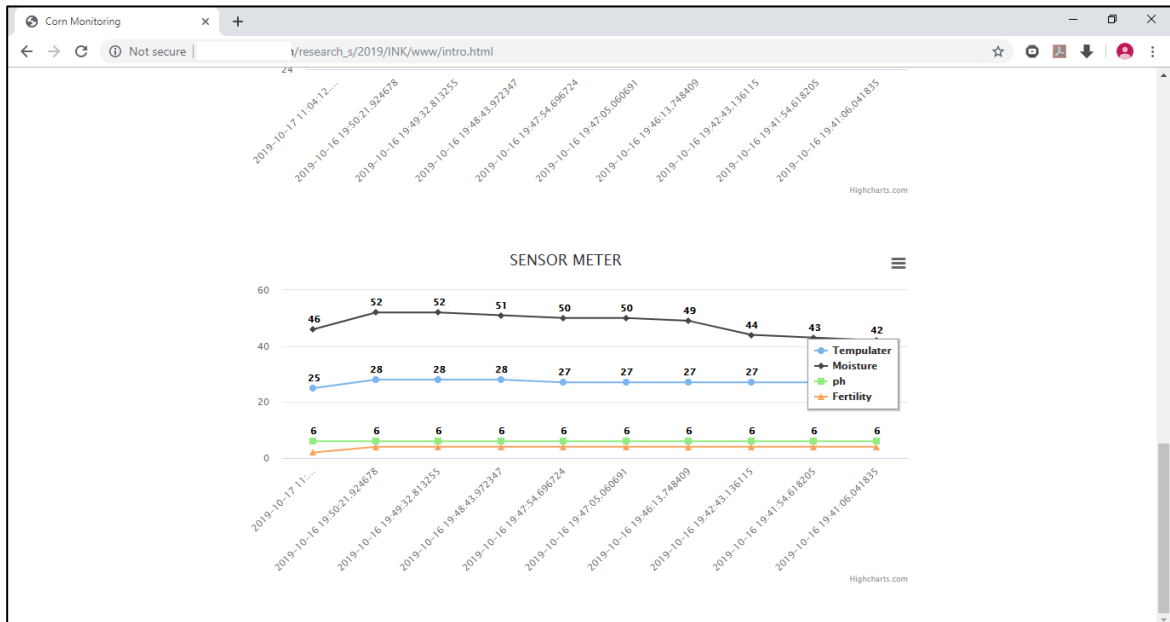 Corn Monitoring
Not secure
/research_s/2019/INK/www/intro.html
24
2019-10-17 11:04:12,...
2019-10-16 19:50:21.924678
2019-10-16 19:49:32.813255
2019-10-16 19:48:43.972347
2019-10-16 19:47:54.696724
2019-10-16 19:47:05.060691
2019-10-16 19:46:13.748409
2019-10-16 19:42:43.136115
2019-10-16 19:41:54.618205
2019-10-16 19:41:06.041835
Highcharts.com
SENSOR METER
60
46 52 52 51 50 50 49 44 43 42
40
Tempulater
Moisture
ph
Fertility
25 28 28 28 27 27 27 27
20
6 6 6 6 6 6 6 6 6 6
0
2019-10-17 11:...
2019-10-16 19:50:21.924678
2019-10-16 19:49:32.813255
2019-10-16 19:48:43.972347
2019-10-16 19:47:54.696724
2019-10-16 19:47:05.060691
2019-10-16 19:46:13.748409
2019-10-16 19:42:43.136115
2019-10-16 19:41:54.618205
2019-10-16 19:41:06.041835
Highcharts.com